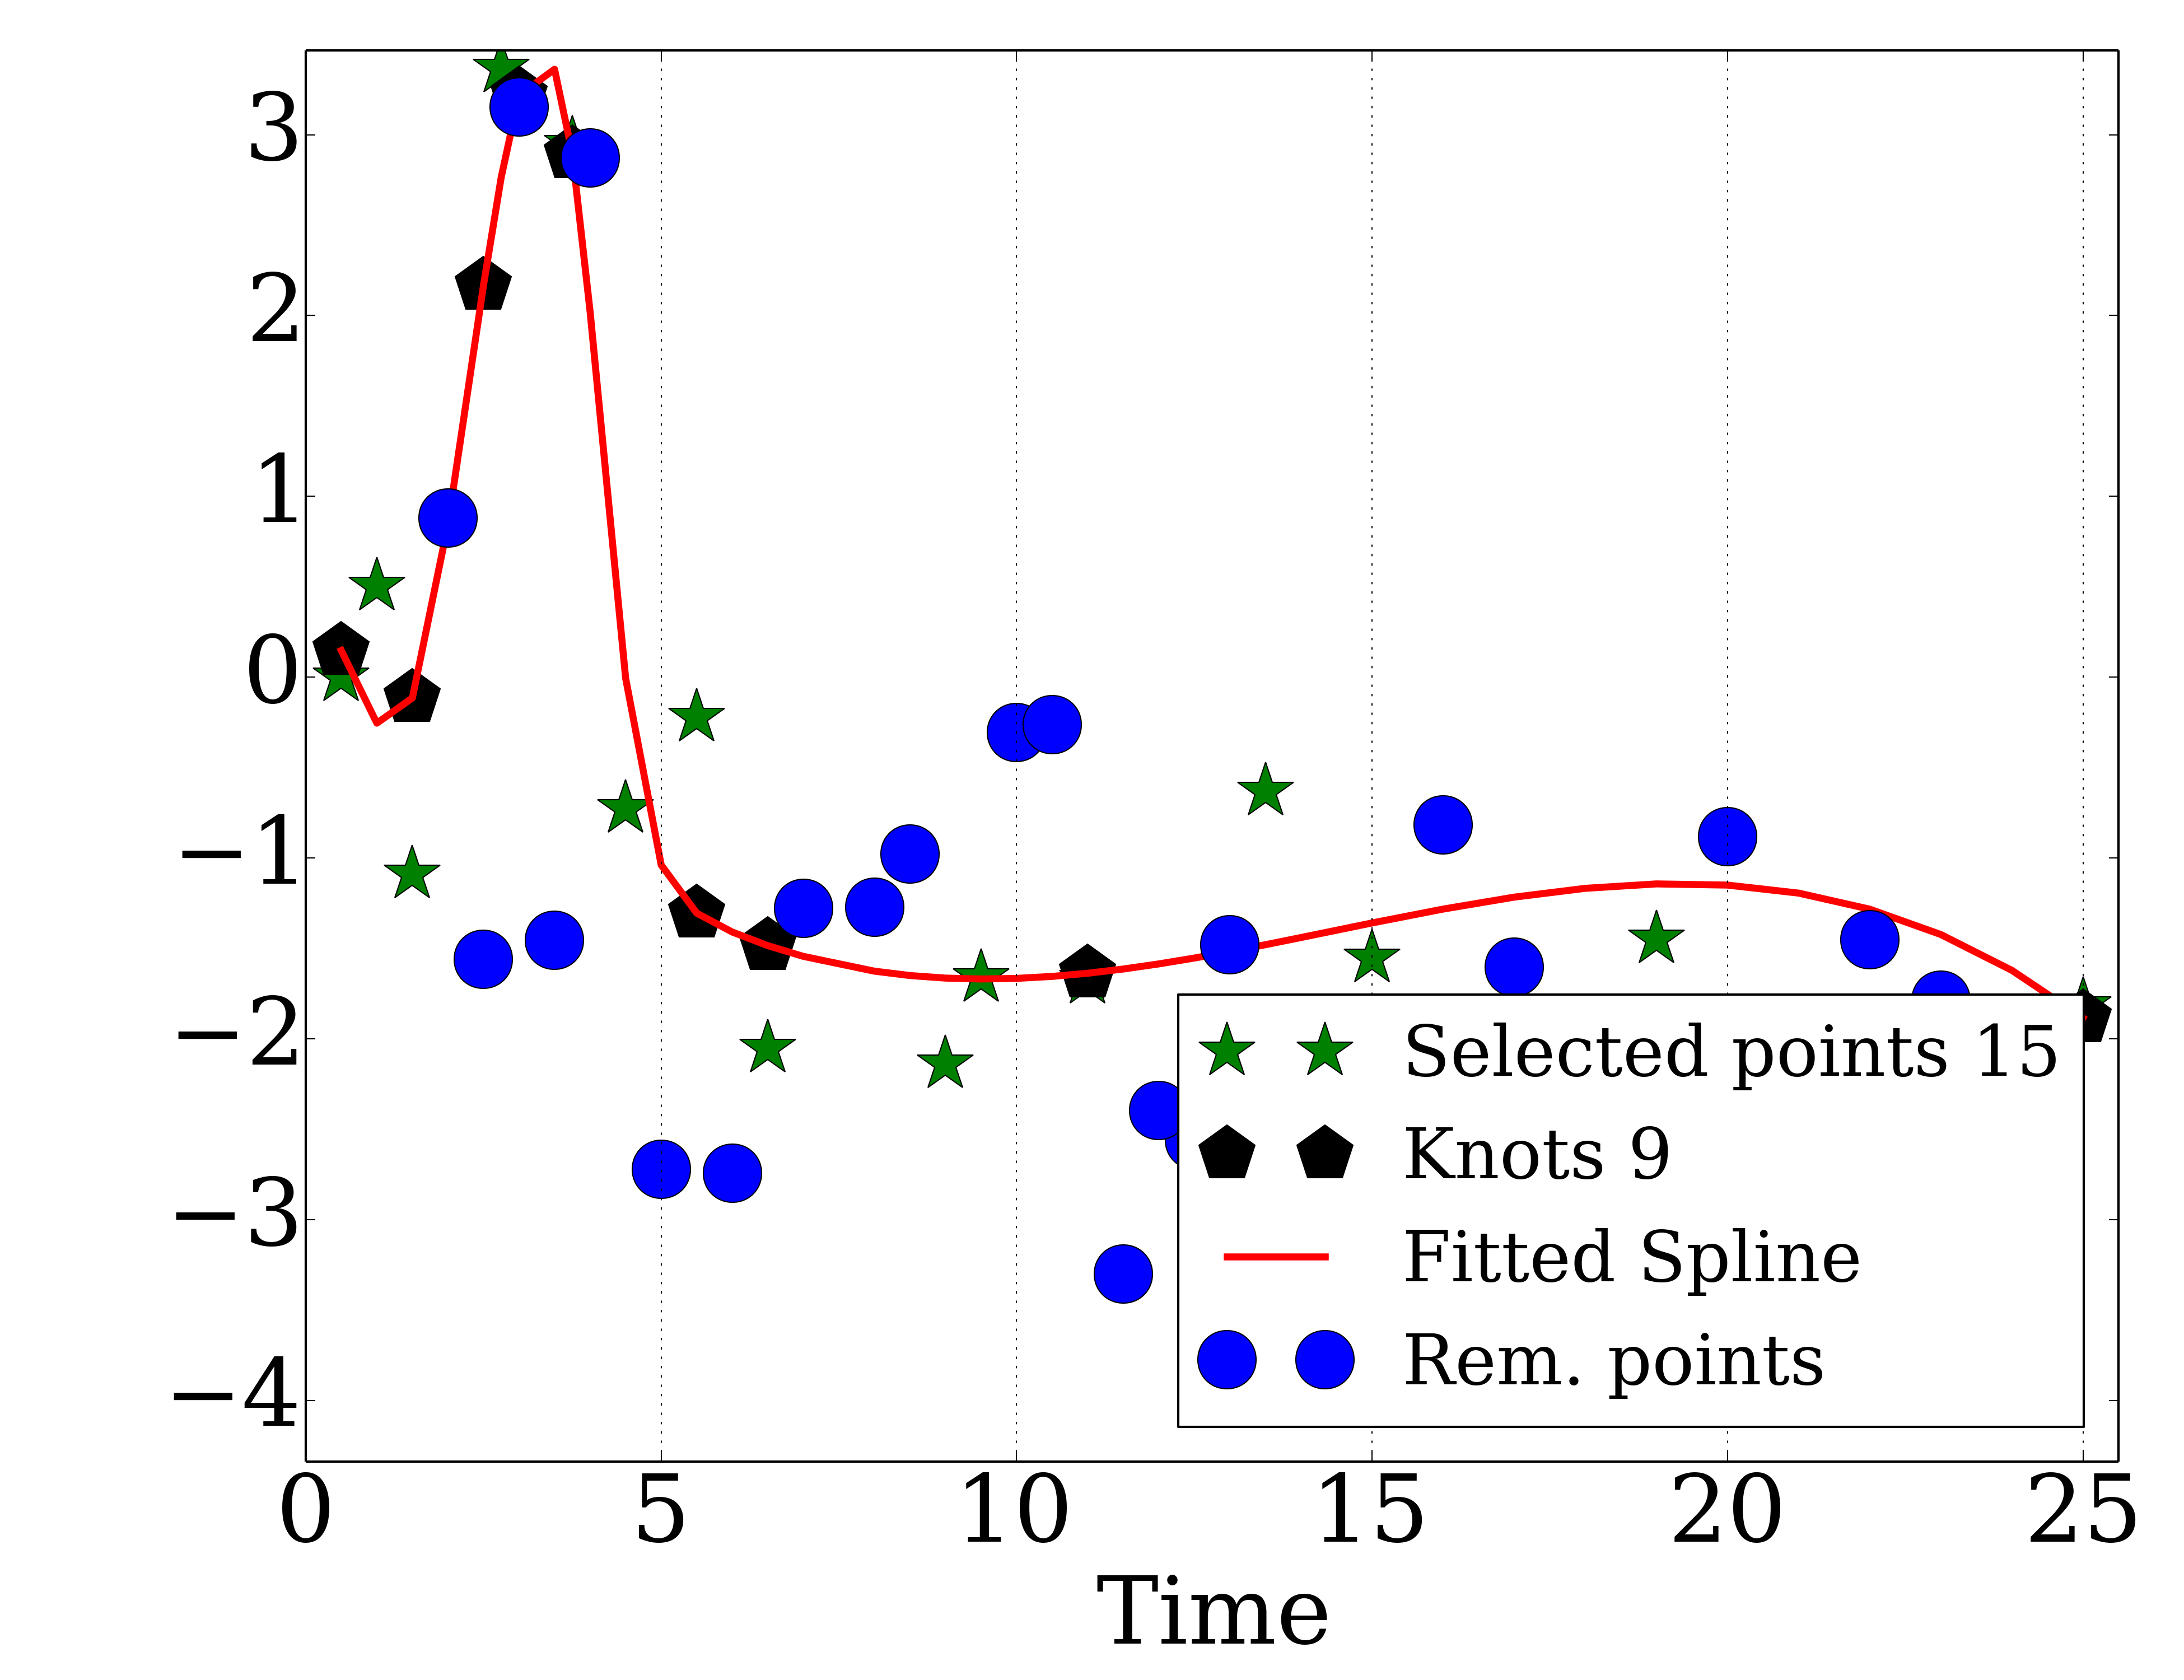 3
2
1
0
−1
−2
−3
−4
Selected points 15
Knots 9
Fitted Spline
Rem. points
0 5 10 15 20 25
Time